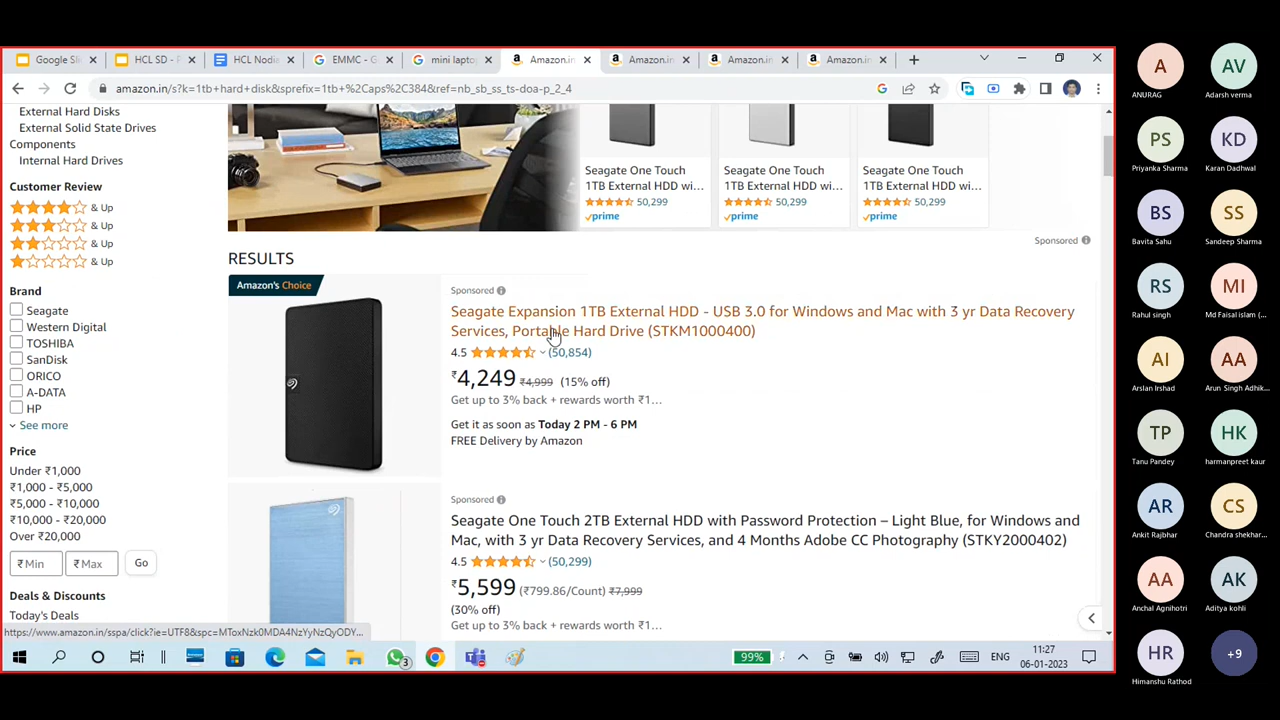 Google Sli
HCL SD - P
HCL Nodia
EMMC - G
mini laptop
Amazon.in
Amazon.in
Amazon.in
Amazon.in
amazon.in/s?k=1tb+hard+disk&sprefix=1tb+%2Caps%2C384&ref=nb_sb_ss_ts-doa-p_2_4
External Hard Disks
External Solid State Drives
Components
Internal Hard Drives
Customer Review
& Up
& Up
& Up
& Up
Brand
Seagate
Western Digital
TOSHIBA
SanDisk
ORICO
A-DATA
HP
See more
Price
Under ₹1,000
₹1,000 - ₹5,000
₹5,000 - ₹10,000
₹10,000 - ₹20,000
Over ₹20,000
₹ Min
₹ Max
Go
Deals & Discounts
Today's Deals
Seagate One Touch
1TB External HDD wi...
50,299
prime
Seagate One Touch
1TB External HDD wi...
50,299
prime
Seagate One Touch
1TB External HDD wi...
50,299
prime
Sponsored
RESULTS
Amazon's Choice
Sponsored
Seagate Expansion 1TB External HDD - USB 3.0 for Windows and Mac with 3 yr Data Recovery
Services, Portable Hard Drive (STKM1000400)
4.5 (50,854)
₹4,249 ₹4,999 (15% off)
Get up to 3% back + rewards worth ₹1...
Get it as soon as Today 2 PM - 6 PM
FREE Delivery by Amazon
Sponsored
Seagate One Touch 2TB External HDD with Password Protection – Light Blue, for Windows and
Mac, with 3 yr Data Recovery Services, and 4 Months Adobe CC Photography (STKY2000402)
4.5 (50,299)
₹5,599 (₹799.86/Count) ₹7,999
(30% off)
Get up to 3% back + rewards worth ₹1...
https://www.amazon.in/sspa/click?ie=UTF8&spc=MToxNzk0MDA4NzYyNzQyODY...
3
99%
ENG
11:27
06-01-2023
A
ANURAG
AV
Adarsh verma
PS
Priyanka Sharma
KD
Karan Dadhwal
BS
Bavita Sahu
SS
Sandeep Sharma
RS
Rahul singh
MI
Md Faisal islam (...
AI
Arslan Irshad
AA
Arun Singh Adhik...
TP
Tanu Pandey
HK
harmanpreet kaur
AR
Ankit Rajbhar
CS
Chandra shekhar...
AA
Anchal Agnihotri
AK
Aditya kohli
HR
Himanshu Rathod
+9